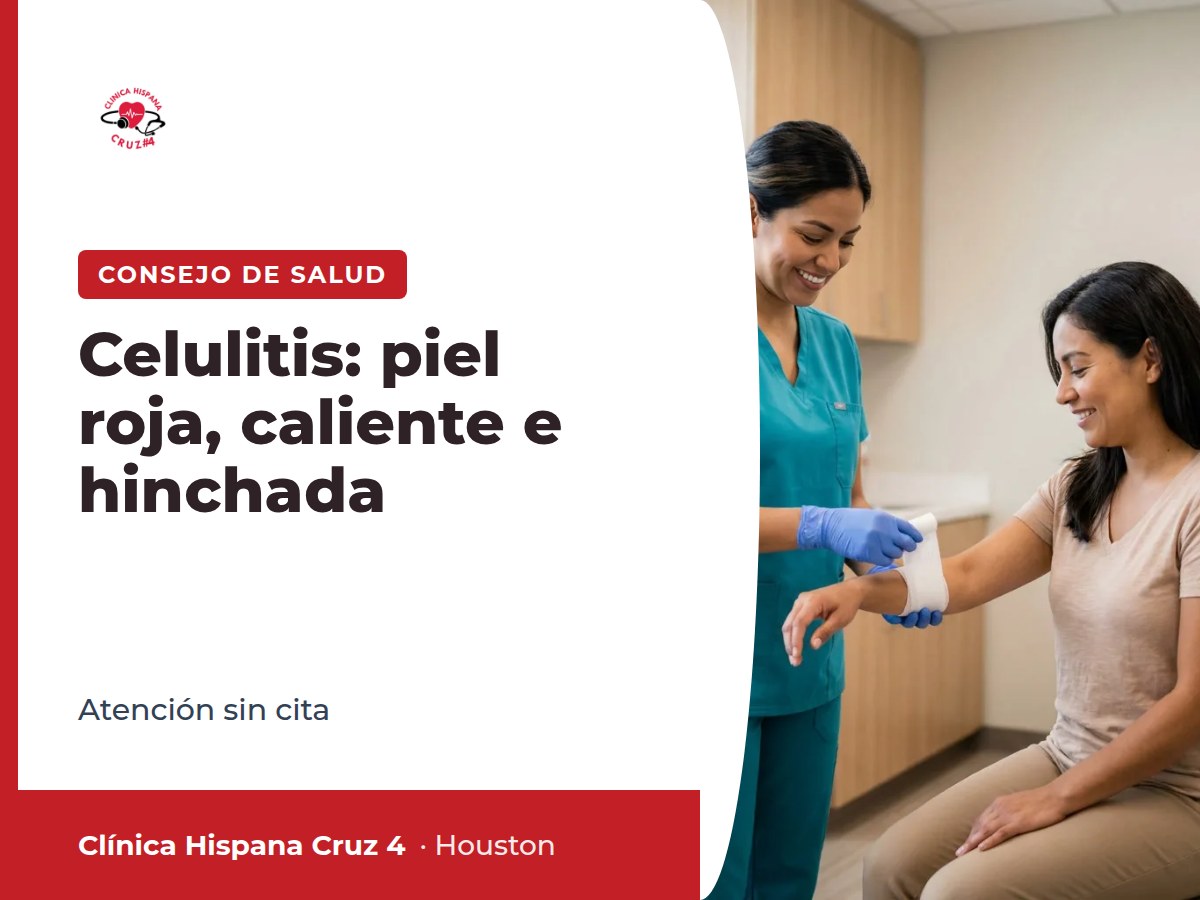 CLINICA HISPANA
CRUZ#4
CONSEJO DE SALUD
Celulitis: piel
roja, caliente e
hinchada
Atención sin cita
Clínica Hispana Cruz 4 · Houston